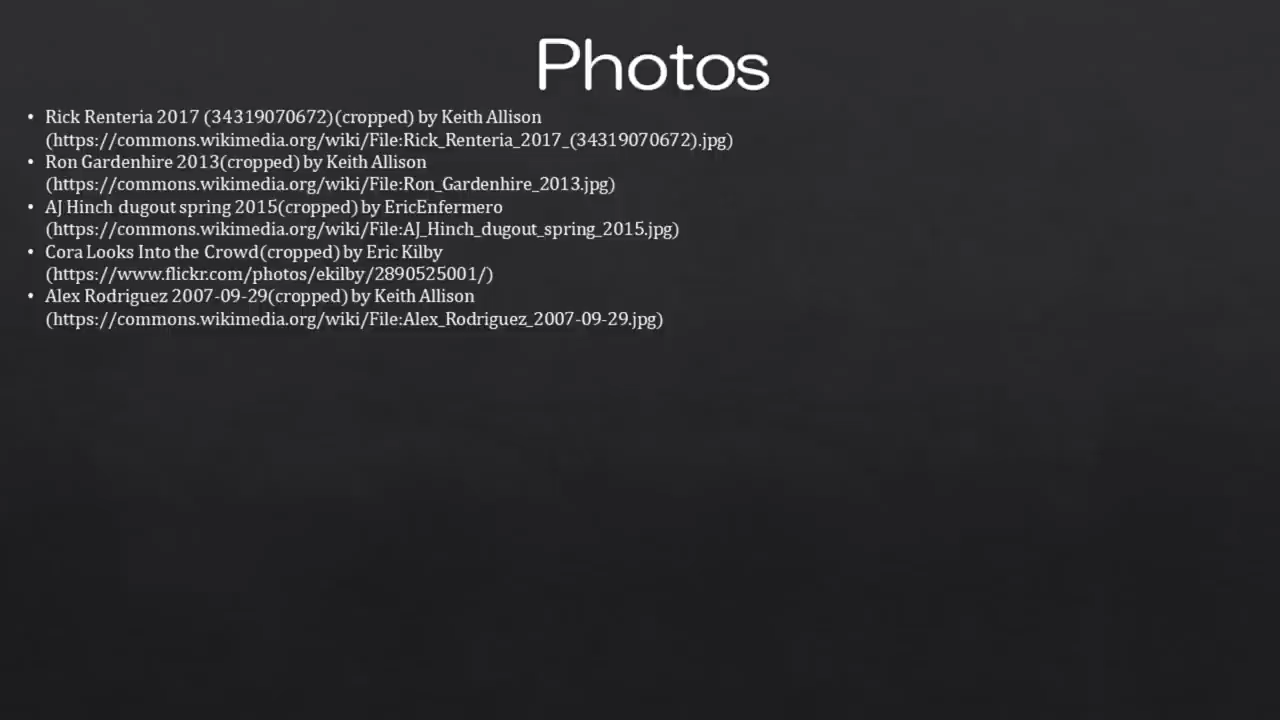 Photos
• Rick Renteria 2017 (34319070672)(cropped) by Keith Allison
(https://commons.wikimedia.org/wiki/File:Rick_Renteria_2017_(34319070672).jpg)
• Ron Gardenhire 2013(cropped) by Keith Allison
(https://commons.wikimedia.org/wiki/File:Ron_Gardenhire_2013.jpg)
• AJ Hinch dugout spring 2015(cropped) by EricEnfermero
(https://commons.wikimedia.org/wiki/File:AJ_Hinch_dugout_spring_2015.jpg)
• Cora Looks Into the Crowd(cropped) by Eric Kilby
(https://www.flickr.com/photos/ekilby/2890525001/)
• Alex Rodriguez 2007-09-29(cropped) by Keith Allison
(https://commons.wikimedia.org/wiki/File:Alex_Rodriguez_2007-09-29.jpg)